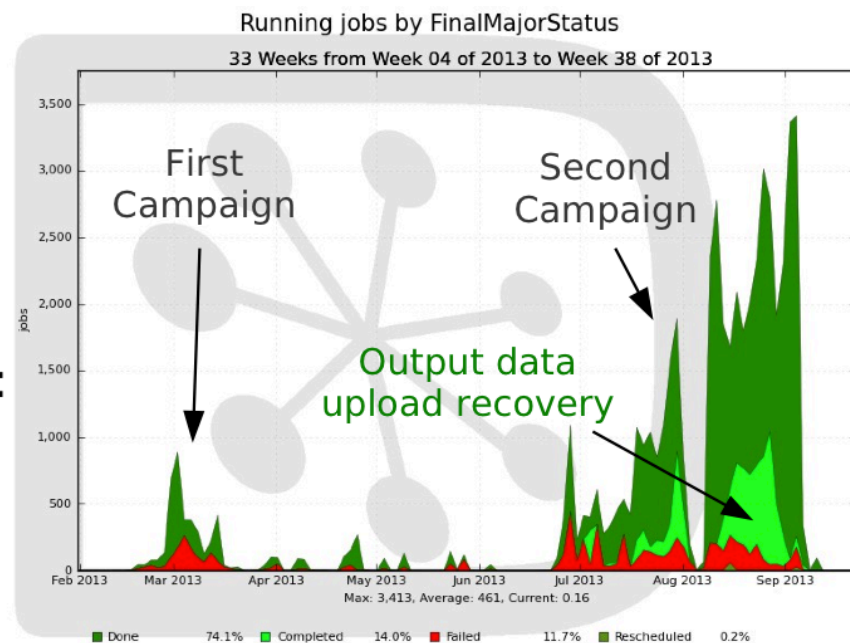 Running jobs by FinalMajorStatus
33 Weeks from Week 04 of 2013 to Week 38 of 2013
3,500
3,000
2,500
2,000
1,500
1,000
500
0
jobs
First
Campaign
Second
Campaign
Output data
upload recovery
:
Feb 2013 Mar 2013 Apr 2013 May 2013 Jun 2013 Jul 2013 Aug 2013 Sep 2013
Max: 3,413, Average: 461, Current: 0.16
Done 74.1% Completed 14.0% Failed 11.7% Rescheduled 0.2%